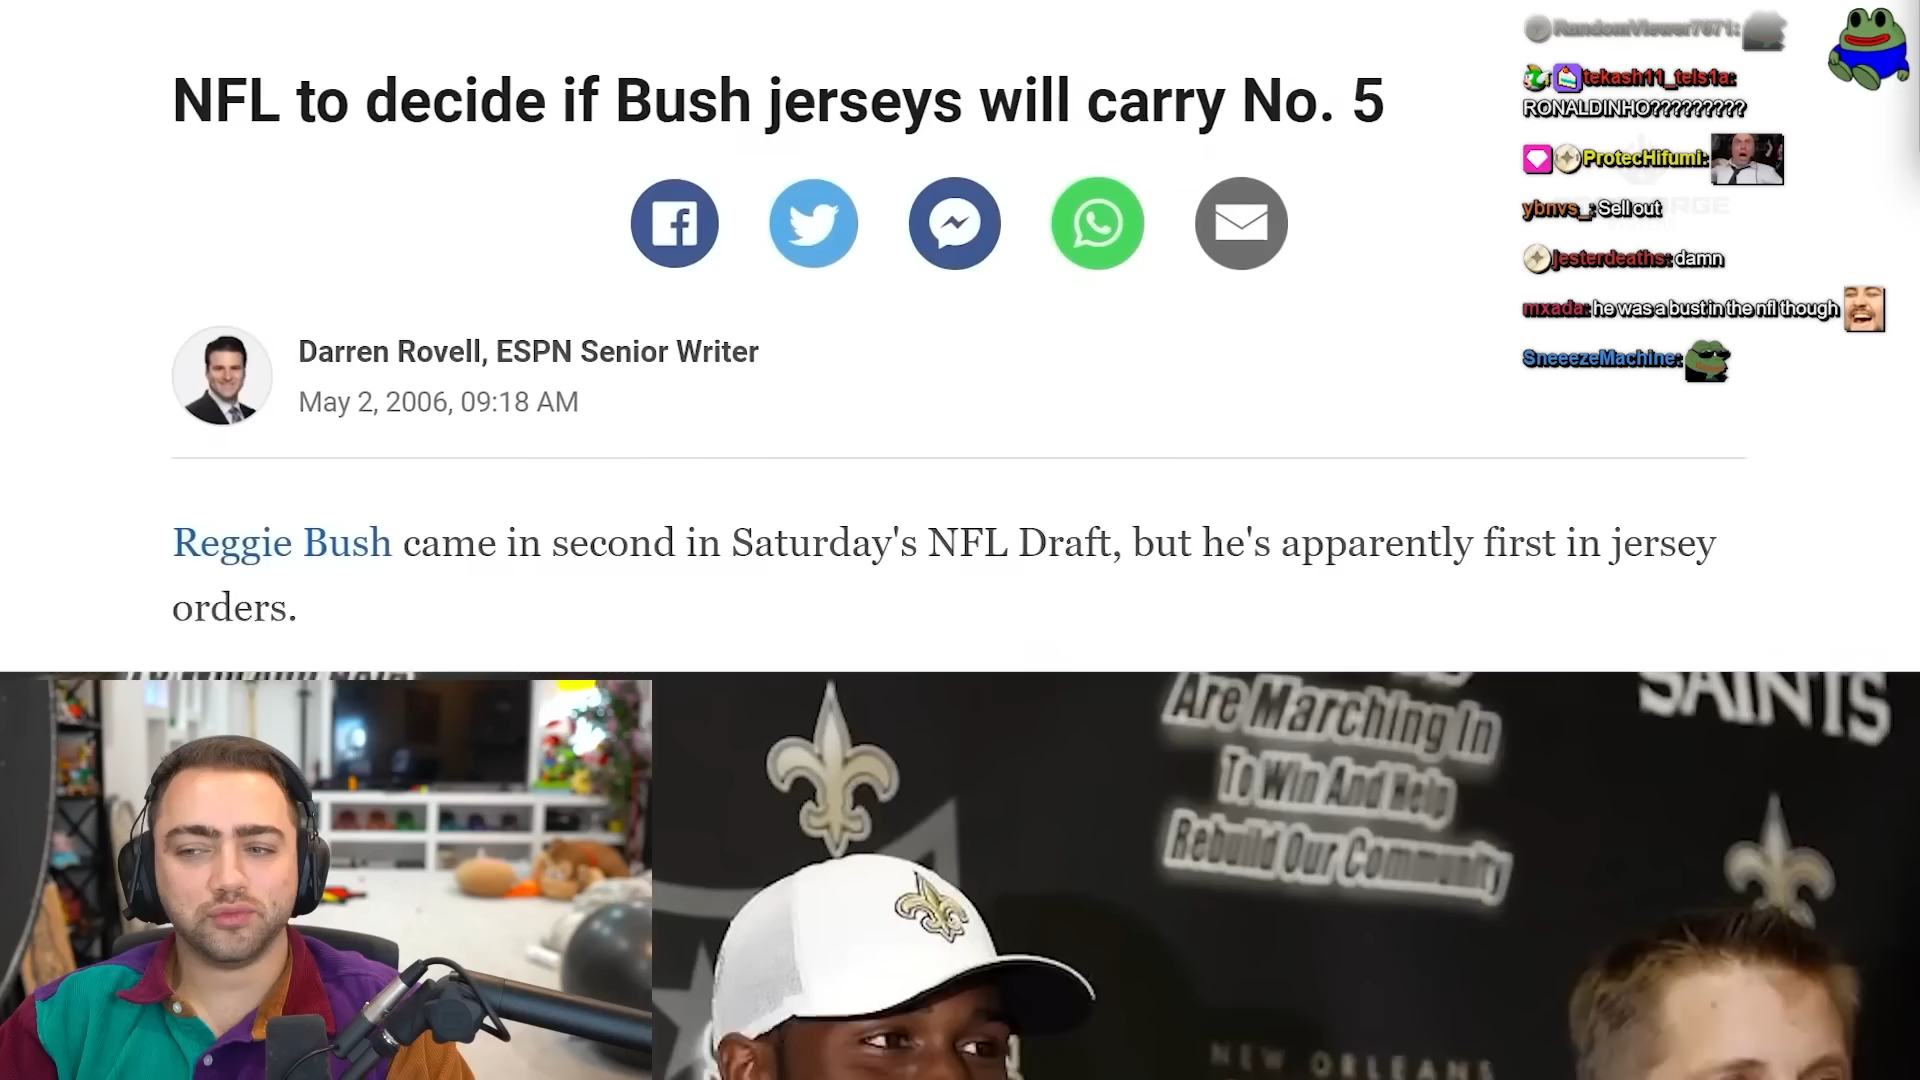 NFL to decide if Bush jerseys will carry No. 5
Darren Rovell, ESPN Senior Writer
May 2, 2006, 09:18 AM
Reggie Bush came in second in Saturday's NFL Draft, but he's apparently first in jersey
orders.
RandomViewer7071:
tekash11_tels1a:
RONALDINHO?????????
ProtecHifumi:
ybnvs_: Sell out
jesterdeaths: damn
mxada: he was a bust in the nfl though
SneeezeMachine:
Are Marching In
To Win And Help
Rebuild Our Community
SAINTS
NEW ORLEANS